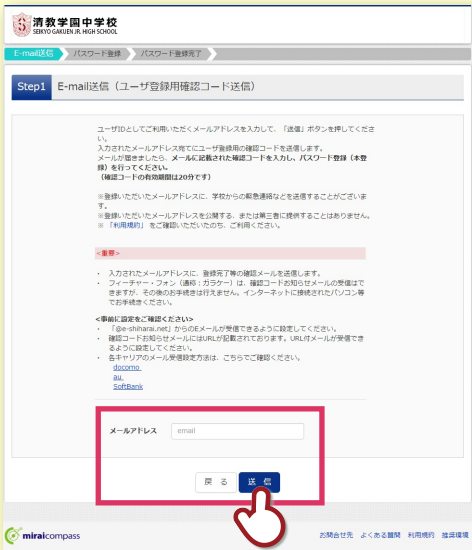 清教学園中学校
SEIKYO GAKUEN JR. HIGH SCHOOL
E-mail送信 パスワード登録 パスワード登録完了
Step1 E-mail送信（ユーザ登録用確認コード送信）
ユーザIDとしてご利用いただくメールアドレスを入力して、「送信」ボタンを押してくださ
い。
入力されたメールアドレス宛てにユーザ登録用の確認コードを送信します。
メールが届きましたら、メールに記載された確認コードを入力し、パスワード登録（本登
録）を行ってください。
（確認コードの有効期間は20分です）
※登録いただいたメールアドレスに、学校からの緊急連絡などを送信することがございま
す。
※登録いただいたメールアドレスを公開する、または第三者に提供することはありません。
※ 「利用規約」 をご確認いただいたのち、ご利用ください。
<重要>
・ 入力されたメールアドレスに、登録完了等の確認メールを送信します。
・ フィーチャー・フォン（通称：ガラケー）は、確認コードお知らせメールの受信はで
きますが、その後のお手続きは行えません。インターネットに接続されたパソコン等
でお手続きください。
<事前に設定をご確認ください>
・ 「@e-shiharai.net」からのEメールが受信できるように設定してください。
・ 確認コードお知らせメールにはURLが記載されております。URL付メールが受信でき
るように設定してください。
・ 各キャリアのメール受信設定方法は、こちらでご確認ください。
docomo
au
SoftBank
メールアドレス email
戻 る 送 信
miraicompass お問合せ先 よくある質問 利用規約 推奨環境